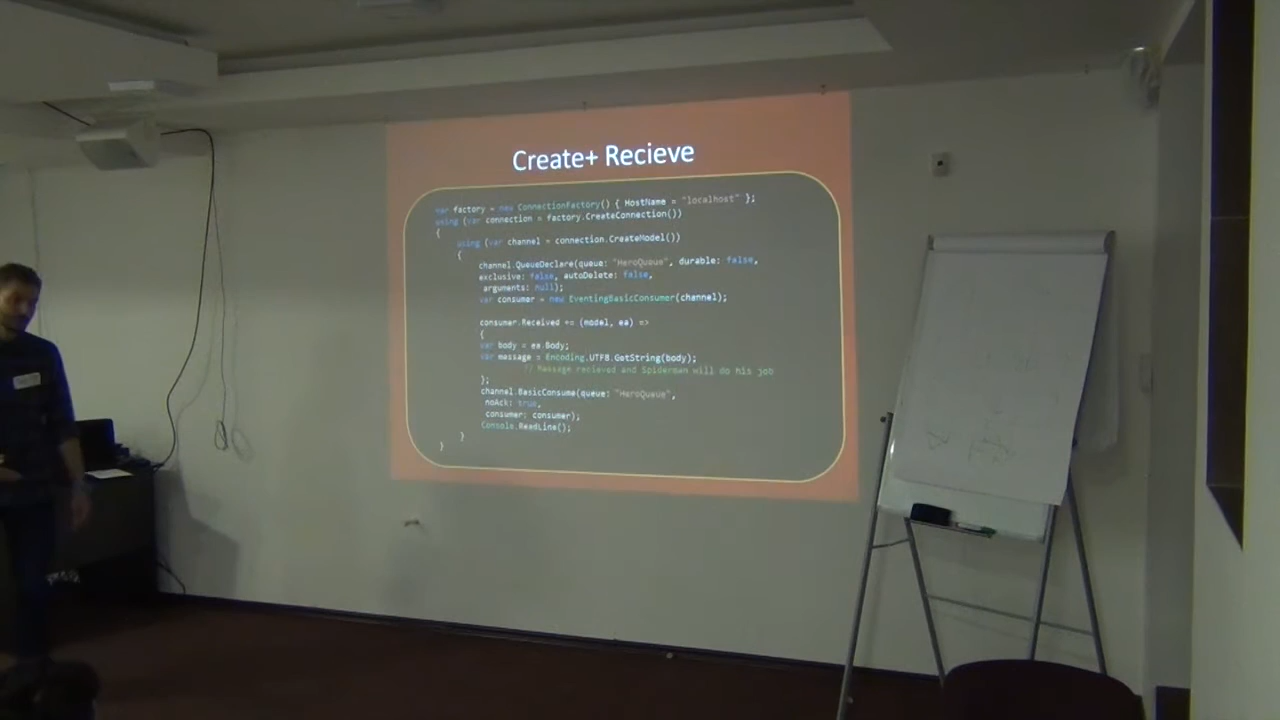 Create+ Recieve
var factory = new ConnectionFactory() { HostName = "localhost" };
using (var connection = factory.CreateConnection())
{
using (var channel = connection.CreateModel())
{
channel.QueueDeclare(queue: "HeroQueue", durable: false,
exclusive: false, autoDelete: false,
arguments: null);
var consumer = new EventingBasicConsumer(channel);
consumer.Received += (model, ea) =>
{
var body = ea.Body;
var message = Encoding.UTF8.GetString(body);
// Massage recieved and Spiderman will do his job
};
channel.BasicConsume(queue: "HeroQueue",
noAck: true,
consumer: consumer);
Console.ReadLine();
}
}